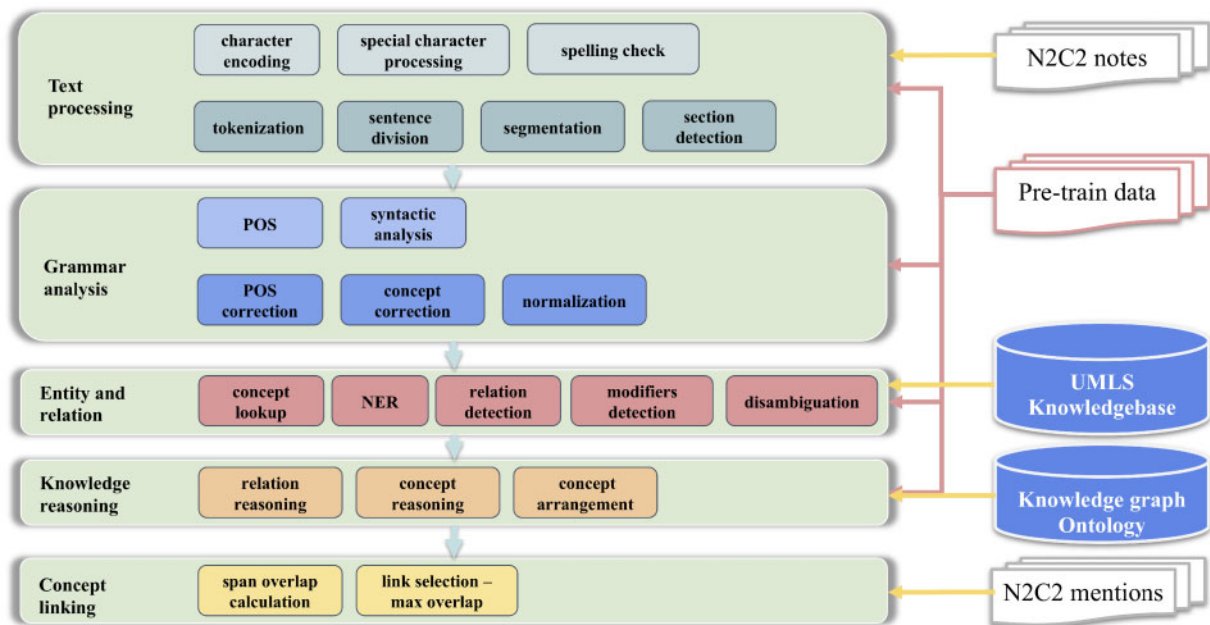 character
encoding
special character
processing
spelling check
N2C2 notes
Text
processing
tokenization
sentence
division
segmentation
section
detection
Pre-train data
POS
syntactic
analysis
Grammar
analysis
POS
correction
concept
correction
normalization
Entity and
relation
concept
lookup
NER
relation
detection
modifiers
detection
disambiguation
UMLS
Knowledgebase
Knowledge
reasoning
relation
reasoning
concept
reasoning
concept
arrangement
Knowledge graph
Ontology
Concept
linking
span overlap
calculation
link selection –
max overlap
N2C2 mentions